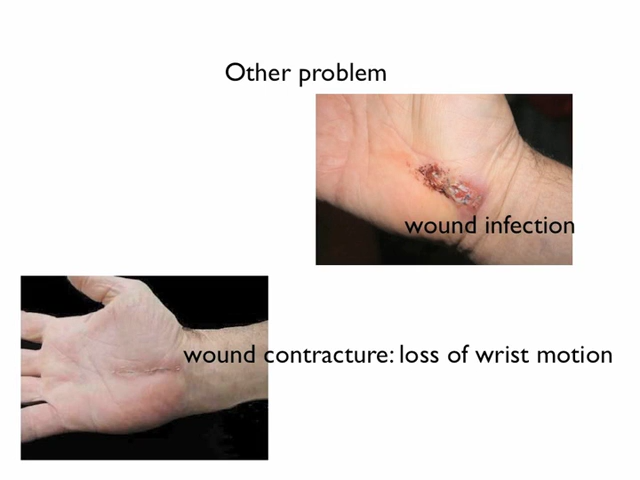 Other problem
wound infection
wound contracture: loss of wrist motion